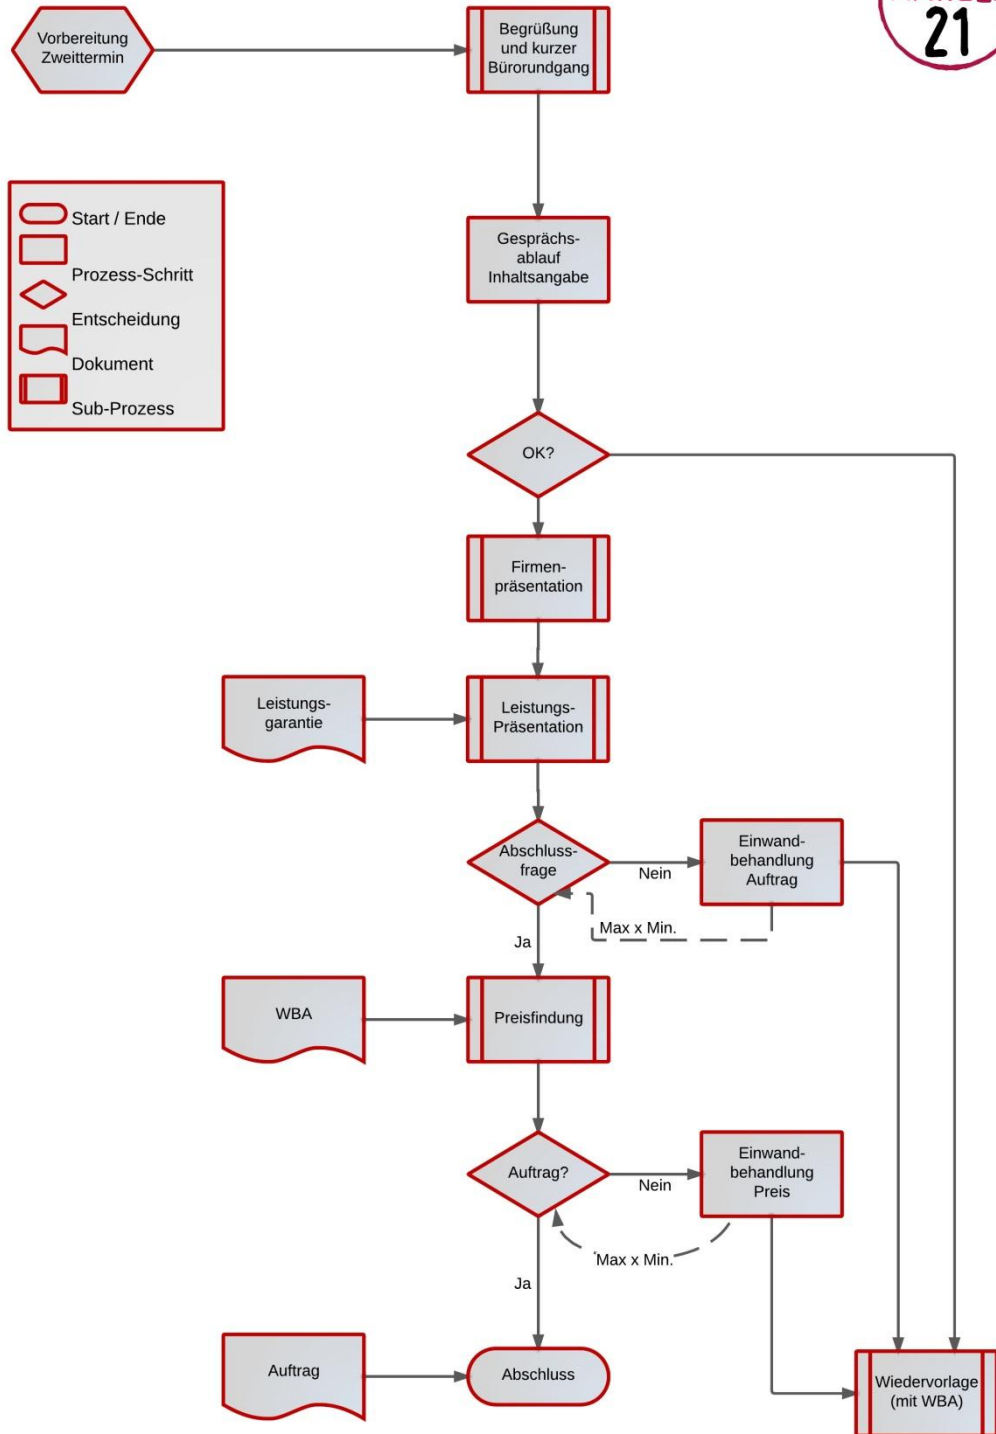 21
Vorbereitung
Zweittermin
Begrüßung
und kurzer
Bürorundgang
Start / Ende
Prozess-Schritt
Entscheidung
Dokument
Sub-Prozess
Gesprächs-
ablauf
Inhaltsangabe
OK?
Firmen-
präsentation
Leistungs-
garantie
Leistungs-
Präsentation
Abschluss-
frage
Nein
Einwand-
behandlung
Auftrag
Max x Min.
Ja
WBA
Preisfindung
Auftrag?
Nein
Einwand-
behandlung
Preis
Max x Min.
Ja
Auftrag
Abschluss
Wiedervorlage
(mit WBA)